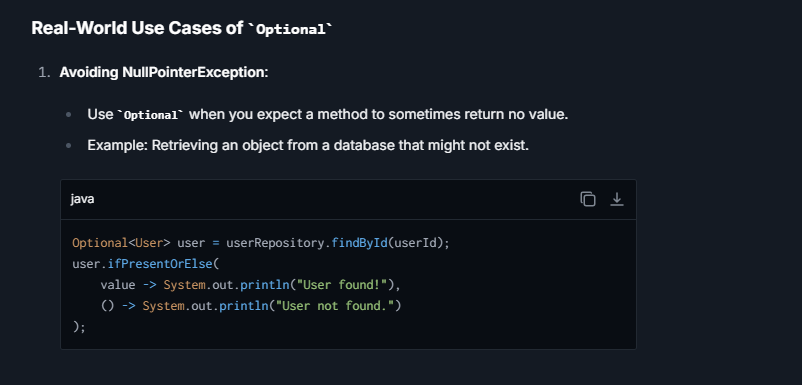 Real-World Use Cases of `Optional`
1. Avoiding NullPointerException:
Use `Optional` when you expect a method to sometimes return no value.
Example: Retrieving an object from a database that might not exist.
java
Optional<User> user = userRepository.findById(userId);
user.ifPresentOrElse(
    value -> System.out.println("User found!"),
    () -> System.out.println("User not found.")
);